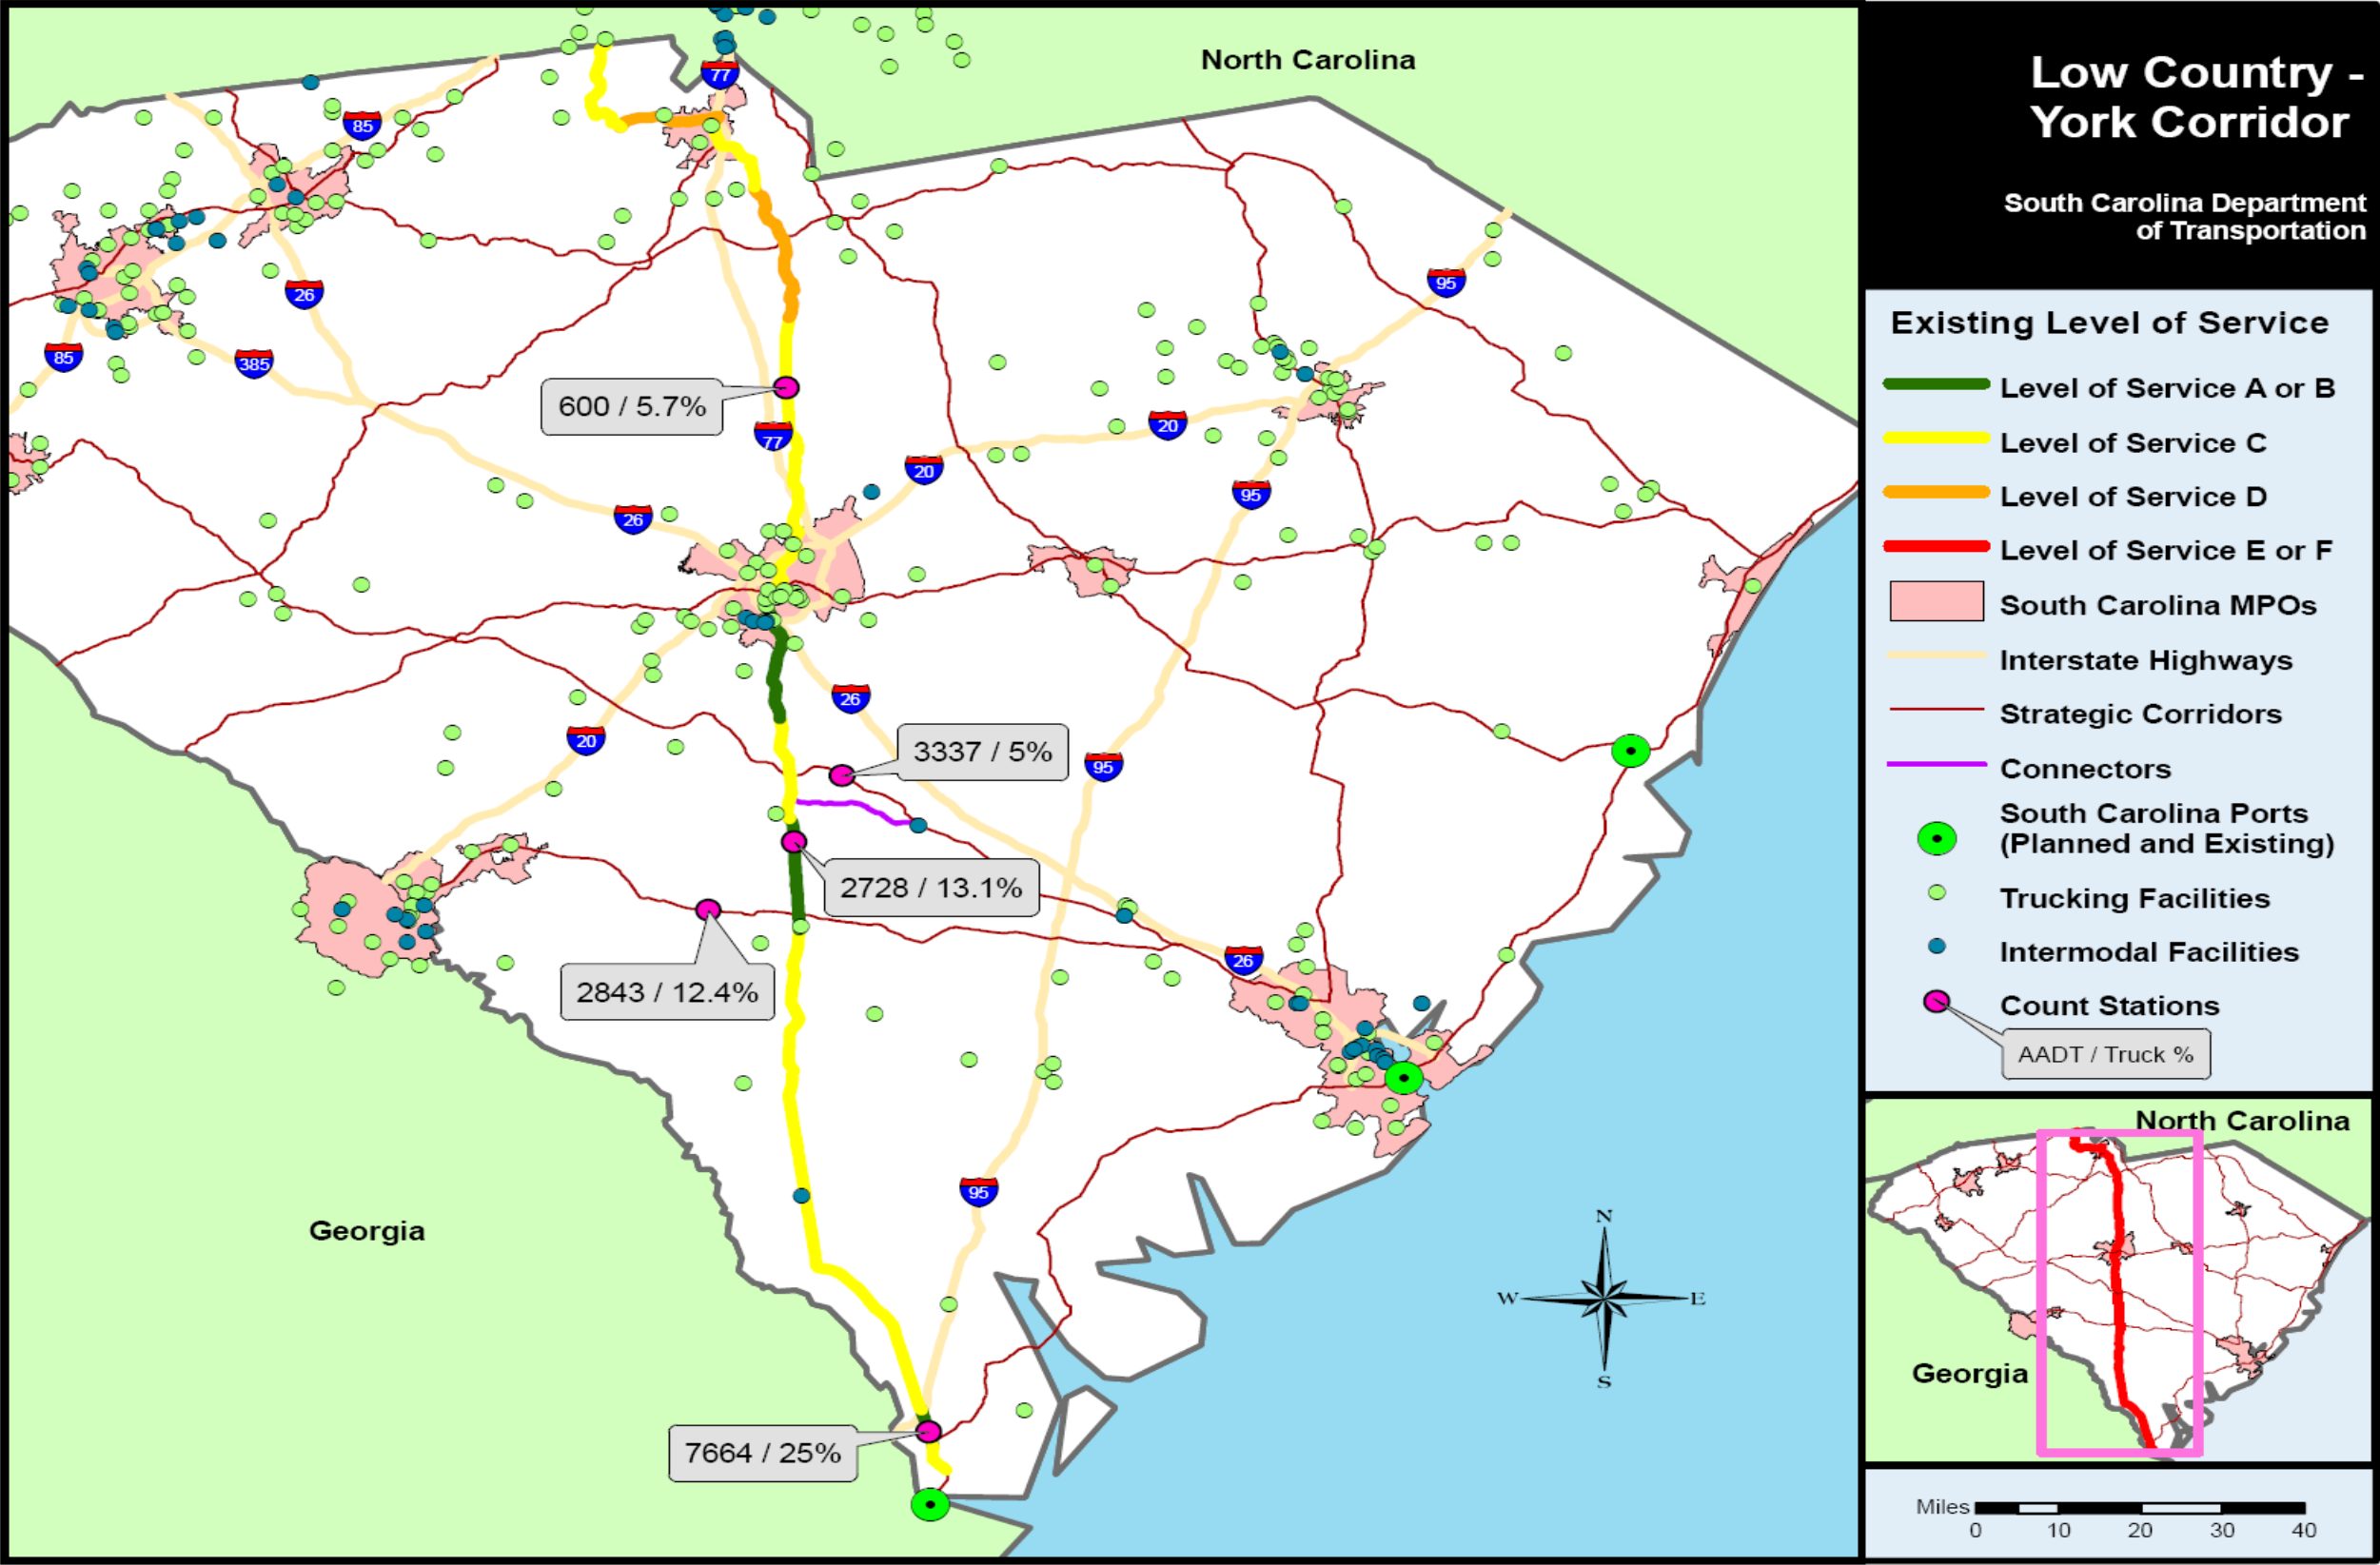 Low Country -
York Corridor
South Carolina Department
of Transportation
North Carolina
77
85
26
85
385
95
600 / 5.7%
77
20
20
95
26
26
20
3337 / 5%
95
2728 / 13.1%
2843 / 12.4%
26
Georgia
95
7664 / 25%
N
W
E
S
Existing Level of Service
Level of Service A or B
Level of Service C
Level of Service D
Level of Service E or F
South Carolina MPOs
Interstate Highways
Strategic Corridors
Connectors
South Carolina Ports
(Planned and Existing)
Trucking Facilities
Intermodal Facilities
Count Stations
AADT / Truck %
North Carolina
Georgia
Miles
0 10 20 30 40